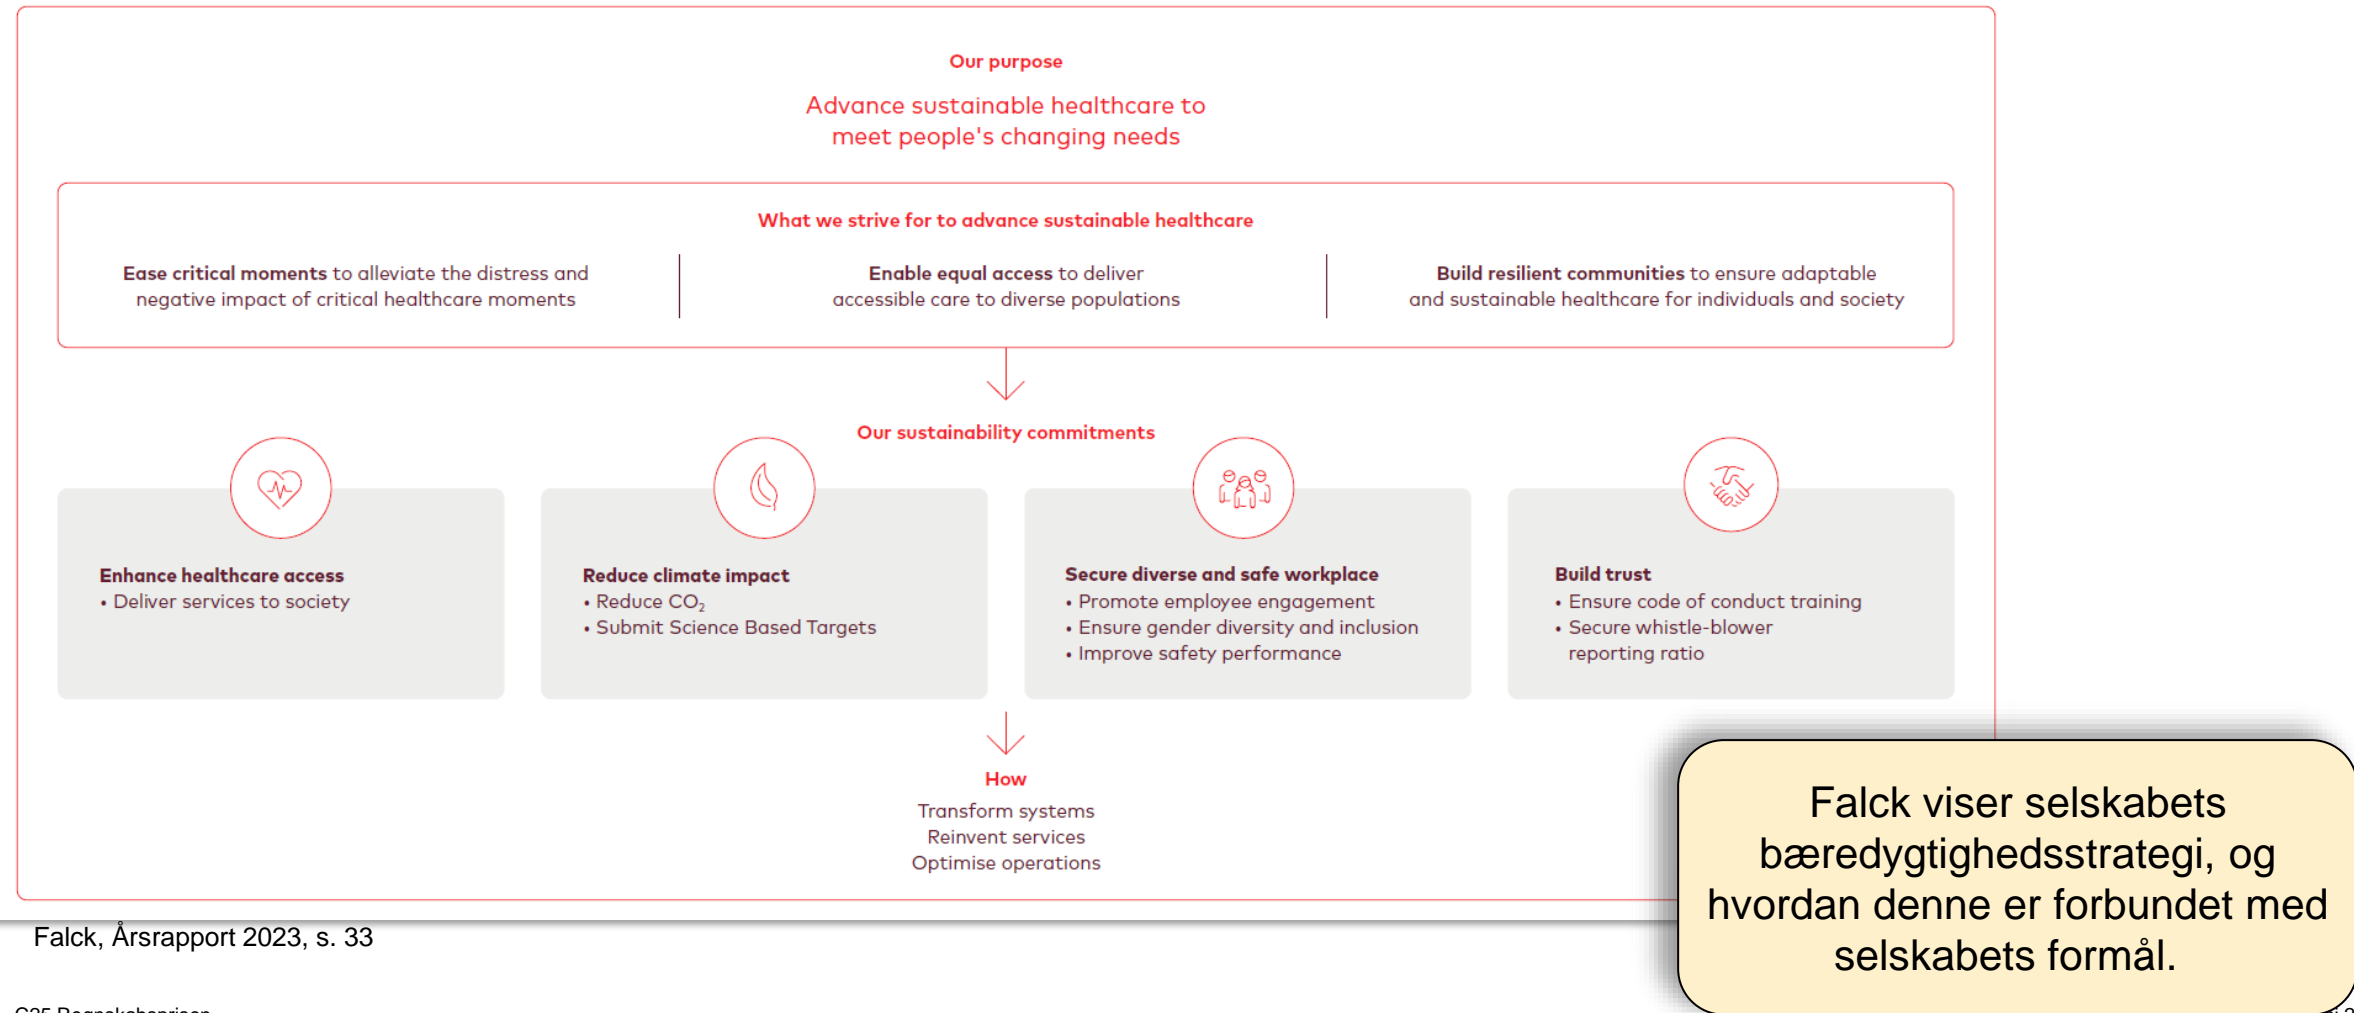 Our purpose
Advance sustainable healthcare to
meet people's changing needs
What we strive for to advance sustainable healthcare
Ease critical moments to alleviate the distress and
negative impact of critical healthcare moments
Enable equal access to deliver
accessible care to diverse populations
Build resilient communities to ensure adaptable
and sustainable healthcare for individuals and society
Our sustainability commitments
Enhance healthcare access
• Deliver services to society
Reduce climate impact
• Reduce CO₂
• Submit Science Based Targets
Secure diverse and safe workplace
• Promote employee engagement
• Ensure gender diversity and inclusion
• Improve safety performance
Build trust
• Ensure code of conduct training
• Secure whistle-blower
reporting ratio
How
Transform systems
Reinvent services
Optimise operations
Falck viser selskabets
bæredygtighedsstrategi, og
hvordan denne er forbundet med
selskabets formål.
Falck, Årsrapport 2023, s. 33